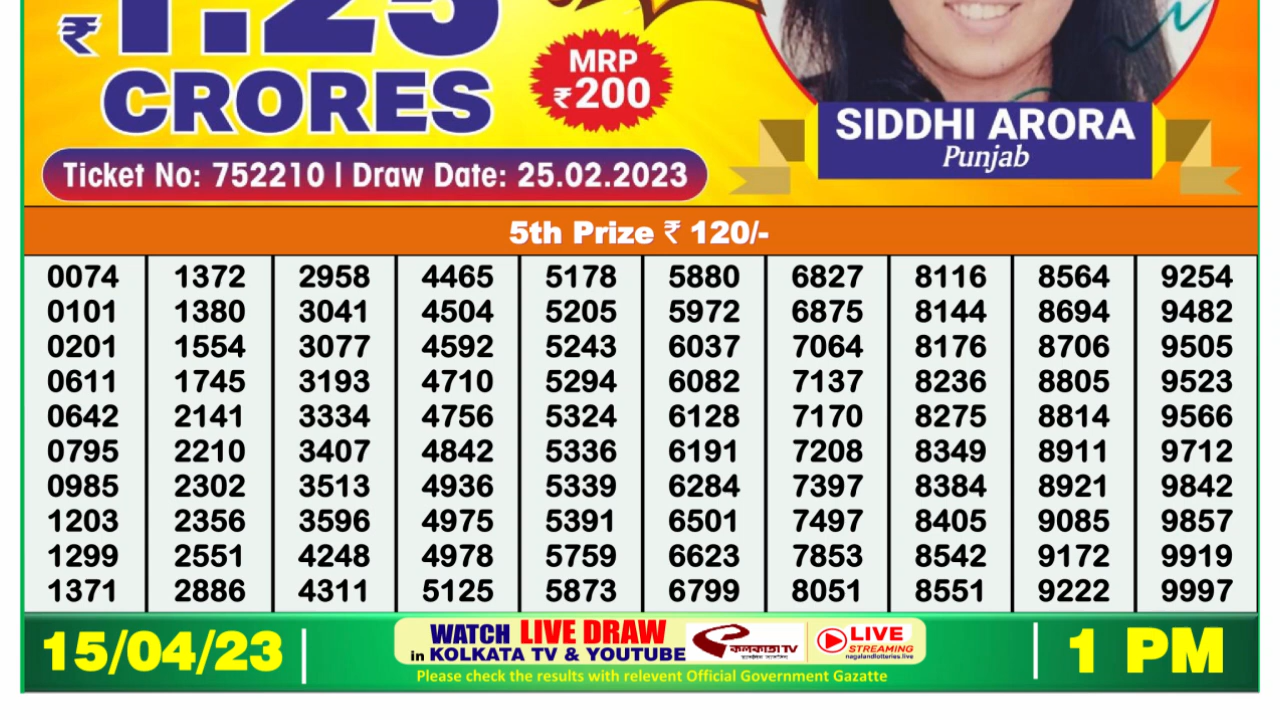 ₹ 1.25
CRORES
MRP
₹200
SIDDHI ARORA
Punjab
Ticket No: 752210 | Draw Date: 25.02.2023
5th Prize ₹ 120/-
0074 1372 2958 4465 5178 5880 6827 8116 8564 9254
0101 1380 3041 4504 5205 5972 6875 8144 8694 9482
0201 1554 3077 4592 5243 6037 7064 8176 8706 9505
0611 1745 3193 4710 5294 6082 7137 8236 8805 9523
0642 2141 3334 4756 5324 6128 7170 8275 8814 9566
0795 2210 3407 4842 5336 6191 7208 8349 8911 9712
0985 2302 3513 4936 5339 6284 7397 8384 8921 9842
1203 2356 3596 4975 5391 6501 7497 8405 9085 9857
1299 2551 4248 4978 5759 6623 7853 8542 9172 9919
1371 2886 4311 5125 5873 6799 8051 8551 9222 9997
15/04/23
WATCH LIVE DRAW
in KOLKATA TV & YOUTUBE
কলকাতা TV
LIVE
STREAMING
nagalandlotteries.live
Please check the results with relevent Official Government Gazatte
1 PM